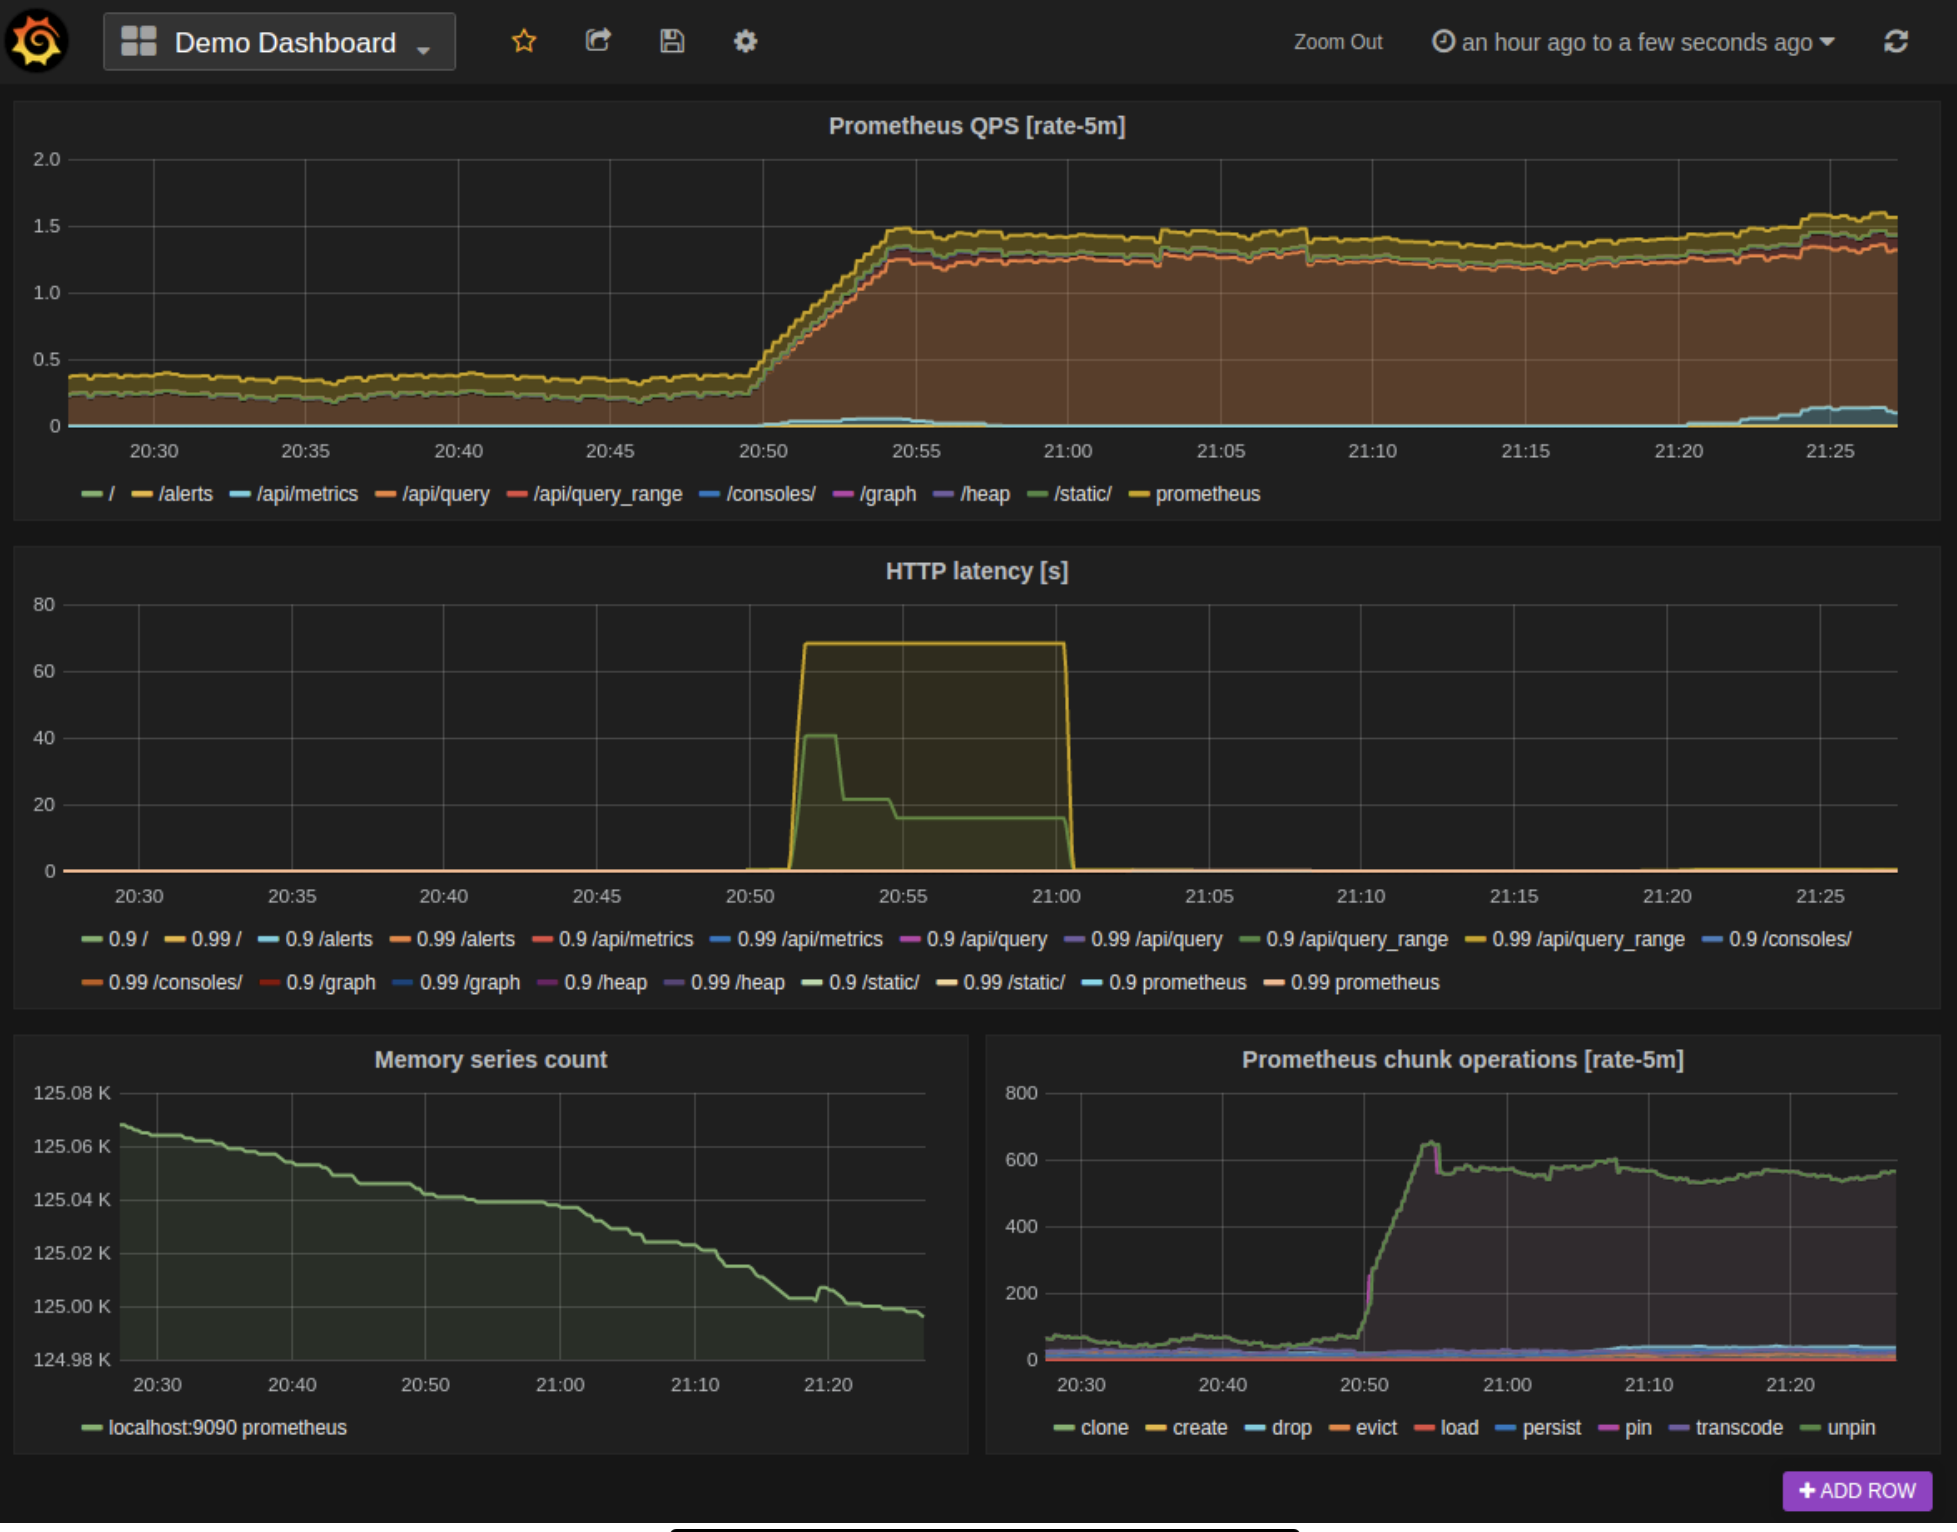 Demo Dashboard
Zoom Out
an hour ago to a few seconds ago
Prometheus QPS [rate-5m]
2.0
1.5
1.0
0.5
0
20:30 20:35 20:40 20:45 20:50 20:55 21:00 21:05 21:10 21:15 21:20 21:25
/ /alerts /api/metrics /api/query /api/query_range /consoles/ /graph /heap /static/ prometheus
HTTP latency [s]
80
60
40
20
0
20:30 20:35 20:40 20:45 20:50 20:55 21:00 21:05 21:10 21:15 21:20 21:25
0.9 / 0.99 / 0.9 /alerts 0.99 /alerts 0.9 /api/metrics 0.99 /api/metrics 0.9 /api/query 0.99 /api/query 0.9 /api/query_range 0.99 /api/query_range 0.9 /consoles/
0.99 /consoles/ 0.9 /graph 0.99 /graph 0.9 /heap 0.99 /heap 0.9 /static/ 0.99 /static/ 0.9 prometheus 0.99 prometheus
Memory series count
125.08 K
125.06 K
125.04 K
125.02 K
125.00 K
124.98 K
20:30 20:40 20:50 21:00 21:10 21:20
localhost:9090 prometheus
Prometheus chunk operations [rate-5m]
800
600
400
200
0
20:30 20:40 20:50 21:00 21:10 21:20
clone create drop evict load persist pin transcode unpin
ADD ROW